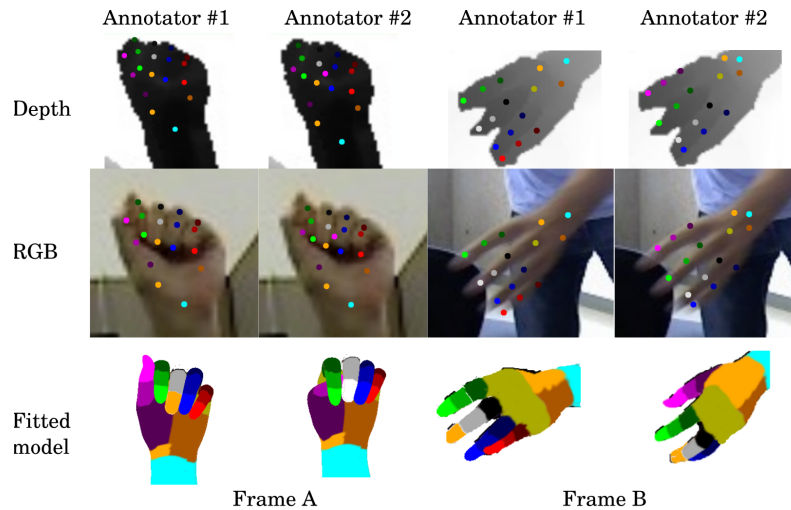 Annotator #1 Annotator #2 Annotator #1 Annotator #2
Depth
RGB
Fitted
model
Frame A Frame B